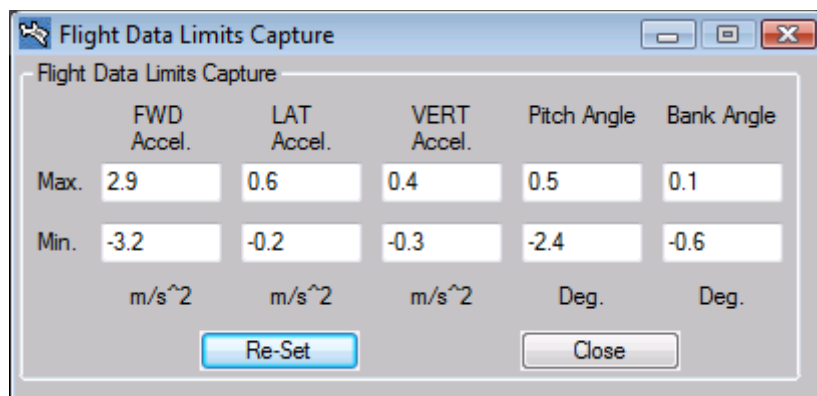 Flight Data Limits Capture
Flight Data Limits Capture
FWD Accel. LAT Accel. VERT Accel. Pitch Angle Bank Angle
Max. 2.9 0.6 0.4 0.5 0.1
Min. -3.2 -0.2 -0.3 -2.4 -0.6
m/s^2 m/s^2 m/s^2 Deg. Deg.
Re-Set Close